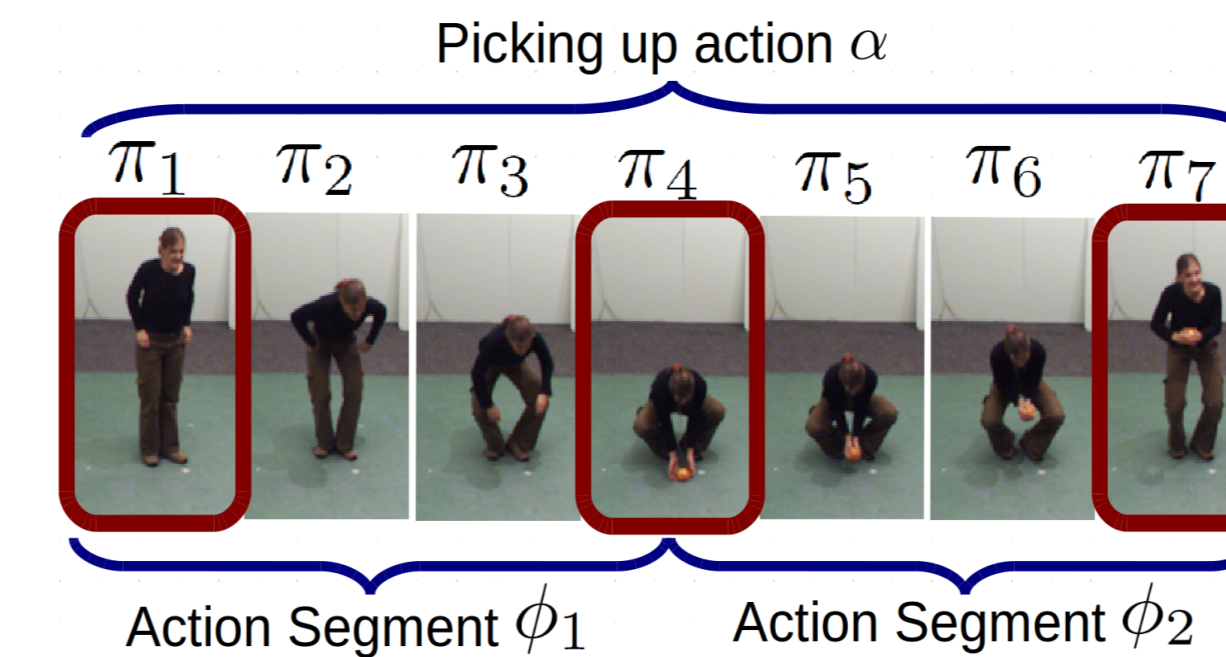 Picking up action α
π₁ π₂ π₃ π₄ π₅ π₆ π₇
Action Segment ϕ₁ Action Segment ϕ₂